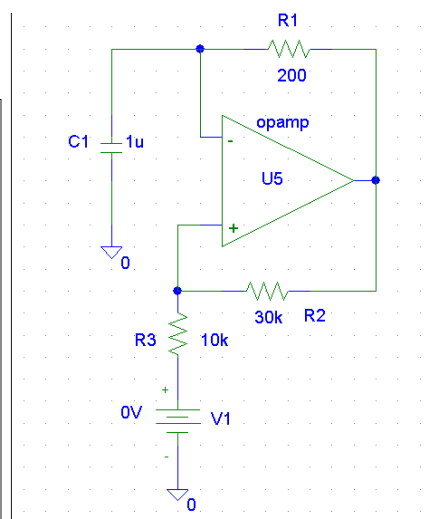 R1
200
opamp
C1 1u
-
U5
+
0
30k R2
R3 10k
+
0V V1
-
0